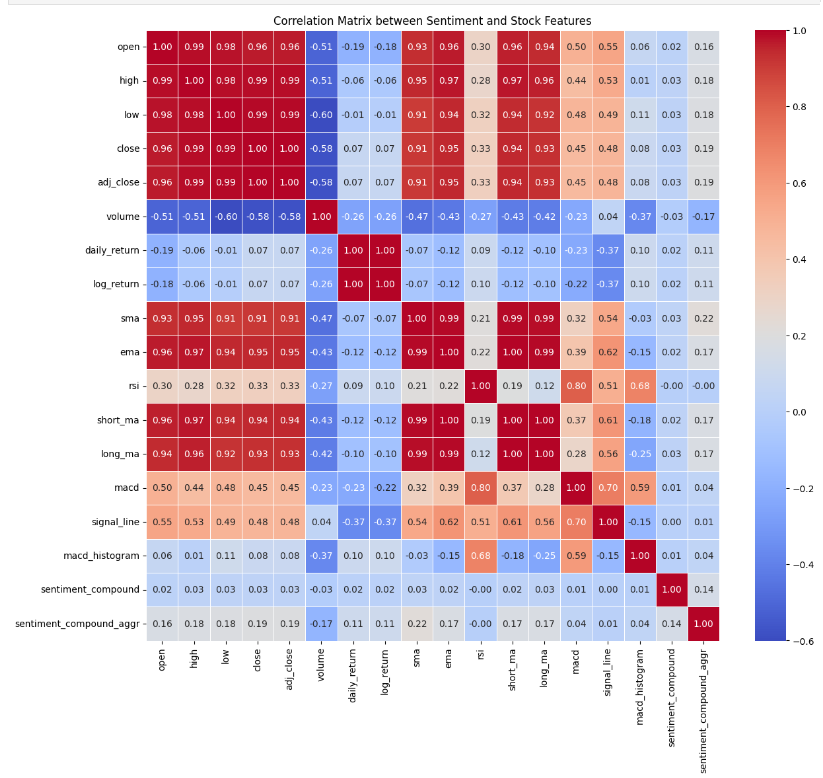 Correlation Matrix between Sentiment and Stock Features
open 1.00 0.99 0.98 0.96 0.96 -0.51 -0.19 -0.18 0.93 0.96 0.30 0.96 0.94 0.50 0.55 0.06 0.02 0.16
high 0.99 1.00 0.98 0.99 0.99 -0.51 -0.06 -0.06 0.95 0.97 0.28 0.97 0.96 0.44 0.53 0.01 0.03 0.18
low 0.98 0.98 1.00 0.99 0.99 -0.60 -0.01 -0.01 0.91 0.94 0.32 0.94 0.92 0.48 0.49 0.11 0.03 0.18
close 0.96 0.99 0.99 1.00 1.00 -0.58 0.07 0.07 0.91 0.95 0.33 0.94 0.93 0.45 0.48 0.08 0.03 0.19
adj_close 0.96 0.99 0.99 1.00 1.00 -0.58 0.07 0.07 0.91 0.95 0.33 0.94 0.93 0.45 0.48 0.08 0.03 0.19
volume -0.51 -0.51 -0.60 -0.58 -0.58 1.00 -0.26 -0.26 -0.47 -0.43 -0.27 -0.43 -0.42 -0.23 0.04 -0.37 -0.03 -0.17
daily_return -0.19 -0.06 -0.01 0.07 0.07 -0.26 1.00 1.00 -0.07 -0.12 0.09 -0.12 -0.10 -0.23 -0.37 0.10 0.02 0.11
log_return -0.18 -0.06 -0.01 0.07 0.07 -0.26 1.00 1.00 -0.07 -0.12 0.10 -0.12 -0.10 -0.22 -0.37 0.10 0.02 0.11
sma 0.93 0.95 0.91 0.91 0.91 -0.47 -0.07 -0.07 1.00 0.99 0.21 0.99 0.99 0.32 0.54 -0.03 0.03 0.22
ema 0.96 0.97 0.94 0.95 0.95 -0.43 -0.12 -0.12 0.99 1.00 0.22 1.00 0.99 0.39 0.62 -0.15 0.02 0.17
rsi 0.30 0.28 0.32 0.33 0.33 -0.27 0.09 0.10 0.21 0.22 1.00 0.19 0.12 0.80 0.51 0.68 -0.00 -0.00
short_ma 0.96 0.97 0.94 0.94 0.94 -0.43 -0.12 -0.12 0.99 1.00 0.19 1.00 1.00 0.37 0.61 -0.18 0.02 0.17
long_ma 0.94 0.96 0.92 0.93 0.93 -0.42 -0.10 -0.10 0.99 0.99 0.12 1.00 1.00 0.28 0.56 -0.25 0.03 0.17
macd 0.50 0.44 0.48 0.45 0.45 -0.23 -0.23 -0.22 0.32 0.39 0.80 0.37 0.28 1.00 0.70 0.59 0.01 0.04
signal_line 0.55 0.53 0.49 0.48 0.48 0.04 -0.37 -0.37 0.54 0.62 0.51 0.61 0.56 0.70 1.00 -0.15 0.00 0.01
macd_histogram 0.06 0.01 0.11 0.08 0.08 -0.37 0.10 0.10 -0.03 -0.15 0.68 -0.18 -0.25 0.59 -0.15 1.00 0.01 0.04
sentiment_compound 0.02 0.03 0.03 0.03 0.03 -0.03 0.02 0.02 0.03 0.02 -0.00 0.02 0.03 0.01 0.00 0.01 1.00 0.14
sentiment_compound_aggr 0.16 0.18 0.18 0.19 0.19 -0.17 0.11 0.11 0.22 0.17 -0.00 0.17 0.17 0.04 0.01 0.04 0.14 1.00
open high low close adj_close volume daily_return log_return sma ema rsi short_ma long_ma macd signal_line macd_histogram sentiment_compound sentiment_compound_aggr
1.0
0.8
0.6
0.4
0.2
0.0
−0.2
−0.4
−0.6